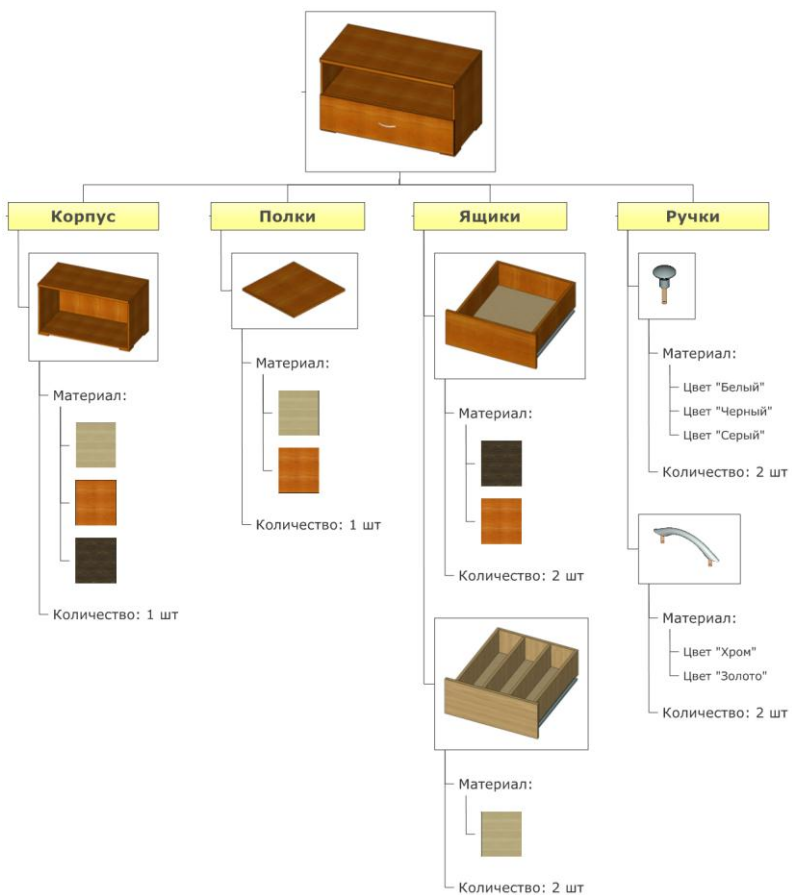 Корпус
Полки
Ящики
Ручки
Материал:
Количество: 1 шт
Материал:
Количество: 1 шт
Материал:
Количество: 2 шт
Материал:
Количество: 2 шт
Материал:
Цвет "Белый"
Цвет "Черный"
Цвет "Серый"
Количество: 2 шт
Материал:
Цвет "Хром"
Цвет "Золото"
Количество: 2 шт